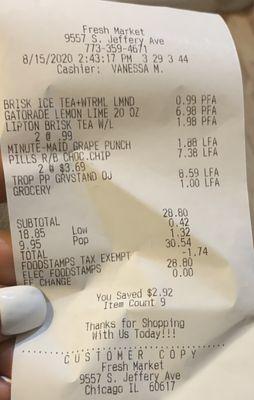 Fresh Market
9557 S. Jeffery Ave
773-359-4671
8/15/2020 2:43:17 PM 3 29 3 44
Cashier: VANESSA M.
BRISK ICE TEA+WTRML LMND 0.99 PFA
GATORADE LEMON LIME 20 OZ 6.98 PFA
LIPTON BRISK TEA W/L 1.98 PFA
2 @ .99
MINUTE-MAID GRAPE PUNCH 1.88 LFA
PILLS R/B CHOC.CHIP 7.38 LFA
2 @ $3.69
TROP PP GRVSTAND OJ 8.59 LFA
GROCERY 1.00 LFA
SUBTOTAL 28.80
18.85 Low 0.42
9.95 Pop 1.32
TOTAL 30.54
FOODSTAMPS TAX EXEMPT -1.74
ELEC FOODSTAMPS 28.80
EF CHANGE 0.00
You Saved $2.92
Item Count 9
Thanks for Shopping
With Us Today!!!
CUSTOMER COPY
Fresh Market
9557 S. Jeffery Ave
Chicago IL 60617